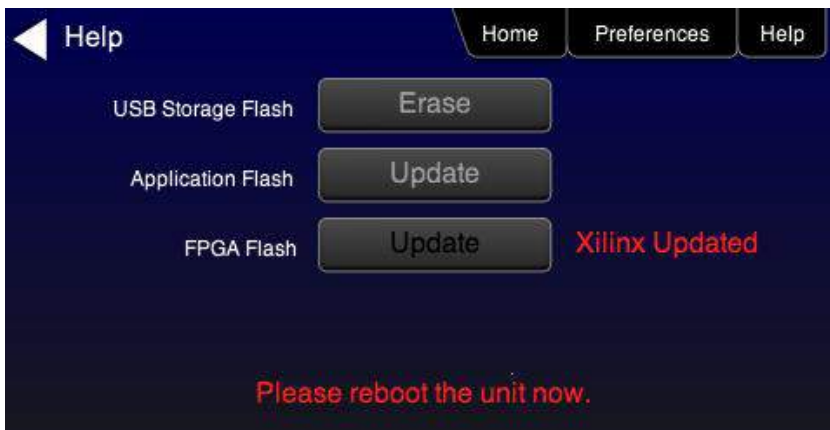 Help
Home
Preferences
Help
USB Storage Flash
Erase
Application Flash
Update
FPGA Flash
Update
Xilinx Updated
Please reboot the unit now.